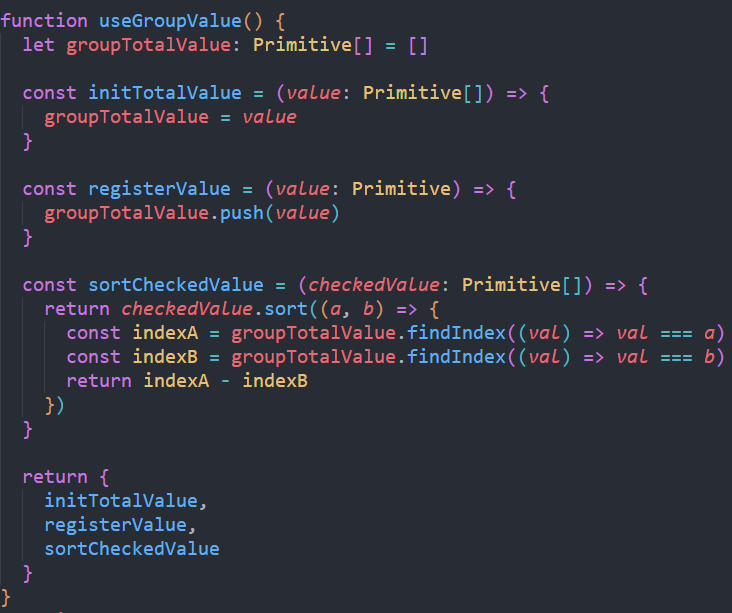 function useGroupValue() {
  let groupTotalValue: Primitive[] = []

  const initTotalValue = (value: Primitive[]) => {
    groupTotalValue = value
  }

  const registerValue = (value: Primitive) => {
    groupTotalValue.push(value)
  }

  const sortCheckedValue = (checkedValue: Primitive[]) => {
    return checkedValue.sort((a, b) => {
      const indexA = groupTotalValue.findIndex((val) => val === a)
      const indexB = groupTotalValue.findIndex((val) => val === b)
      return indexA - indexB
    })
  }

  return {
    initTotalValue,
    registerValue,
    sortCheckedValue
  }
}